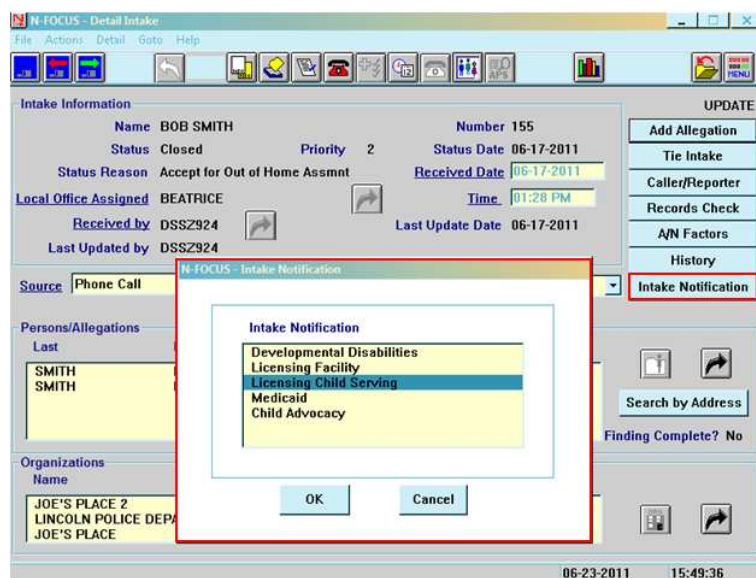 N-FOCUS - Detail Intake
File Actions Detail Goto Help
APS
MENU
Intake Information
UPDATE
Name BOB SMITH Number 155
Status Closed Priority 2 Status Date 06-17-2011
Status Reason Accept for Out of Home Assmnt Received Date 06-17-2011
Local Office Assigned BEATRICE Time 01:28 PM
Received by DSSZ924 Last Update Date 06-17-2011
Last Updated by DSSZ924
Source Phone Call
Add Allegation
Tie Intake
Caller/Reporter
Records Check
A/N Factors
History
Intake Notification
N-FOCUS - Intake Notification
Intake Notification
Developmental Disabilities
Licensing Facility
Licensing Child Serving
Medicaid
Child Advocacy
OK Cancel
Persons/Allegations
Last
SMITH
SMITH
Search by Address
Finding Complete? No
Organizations
Name
JOE'S PLACE 2
LINCOLN POLICE DEPA
JOE'S PLACE
06-23-2011 15:49:36